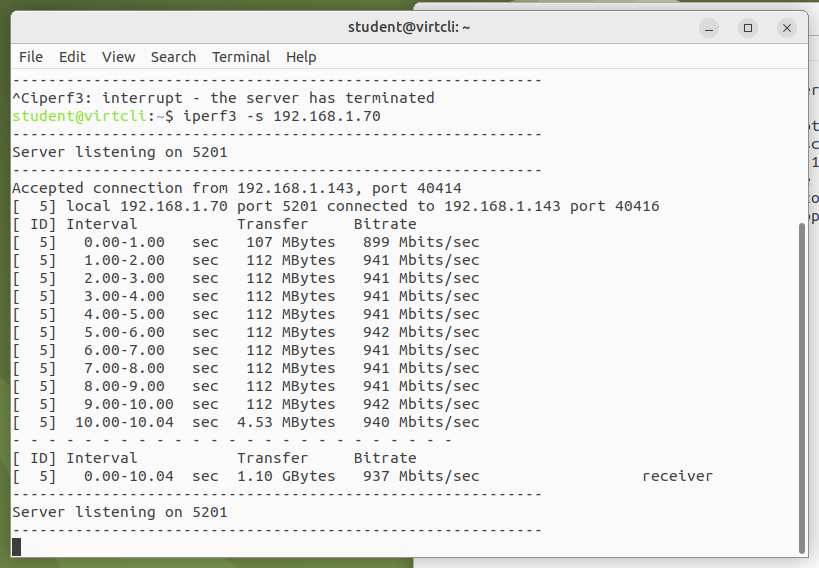 student@virtcli: ~
File Edit View Search Terminal Help
-----------------------------------------------------------
^Ciperf3: interrupt - the server has terminated
student@virtcli:~$ iperf3 -s 192.168.1.70
-----------------------------------------------------------
Server listening on 5201
-----------------------------------------------------------
Accepted connection from 192.168.1.143, port 40414
[  5] local 192.168.1.70 port 5201 connected to 192.168.1.143 port 40416
[ ID] Interval           Transfer     Bitrate
[  5]   0.00-1.00   sec   107 MBytes   899 Mbits/sec
[  5]   1.00-2.00   sec   112 MBytes   941 Mbits/sec
[  5]   2.00-3.00   sec   112 MBytes   941 Mbits/sec
[  5]   3.00-4.00   sec   112 MBytes   941 Mbits/sec
[  5]   4.00-5.00   sec   112 MBytes   941 Mbits/sec
[  5]   5.00-6.00   sec   112 MBytes   942 Mbits/sec
[  5]   6.00-7.00   sec   112 MBytes   941 Mbits/sec
[  5]   7.00-8.00   sec   112 MBytes   941 Mbits/sec
[  5]   8.00-9.00   sec   112 MBytes   941 Mbits/sec
[  5]   9.00-10.00  sec   112 MBytes   942 Mbits/sec
[  5]  10.00-10.04  sec  4.53 MBytes   940 Mbits/sec
- - - - - - - - - - - - - - - - - - - - - - - - -
[ ID] Interval           Transfer     Bitrate
[  5]   0.00-10.04  sec  1.10 GBytes   937 Mbits/sec                  receiver
-----------------------------------------------------------
Server listening on 5201
-----------------------------------------------------------